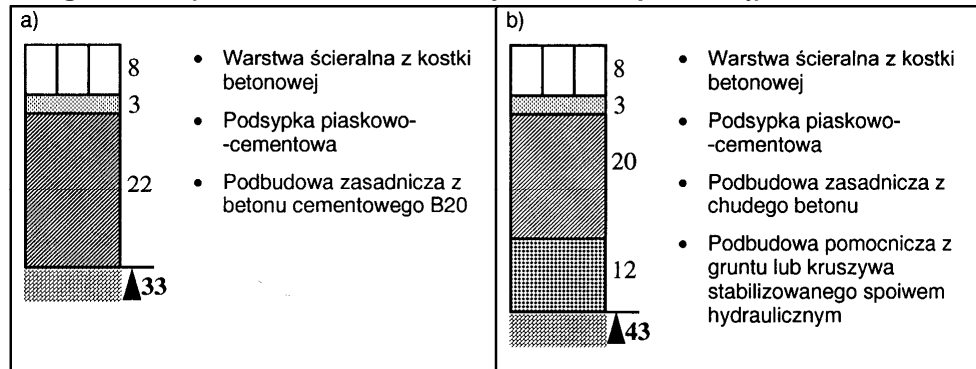 a)
8
3
22
33
• Warstwa ścieralna z kostki
betonowej
• Podsypka piaskowo-
-cementowa
• Podbudowa zasadnicza z
betonu cementowego B20
b)
8
3
20
12
43
• Warstwa ścieralna z kostki
betonowej
• Podsypka piaskowo-
-cementowa
• Podbudowa zasadnicza z
chudego betonu
• Podbudowa pomocnicza z
gruntu lub kruszywa
stabilizowanego spoiwem
hydraulicznym